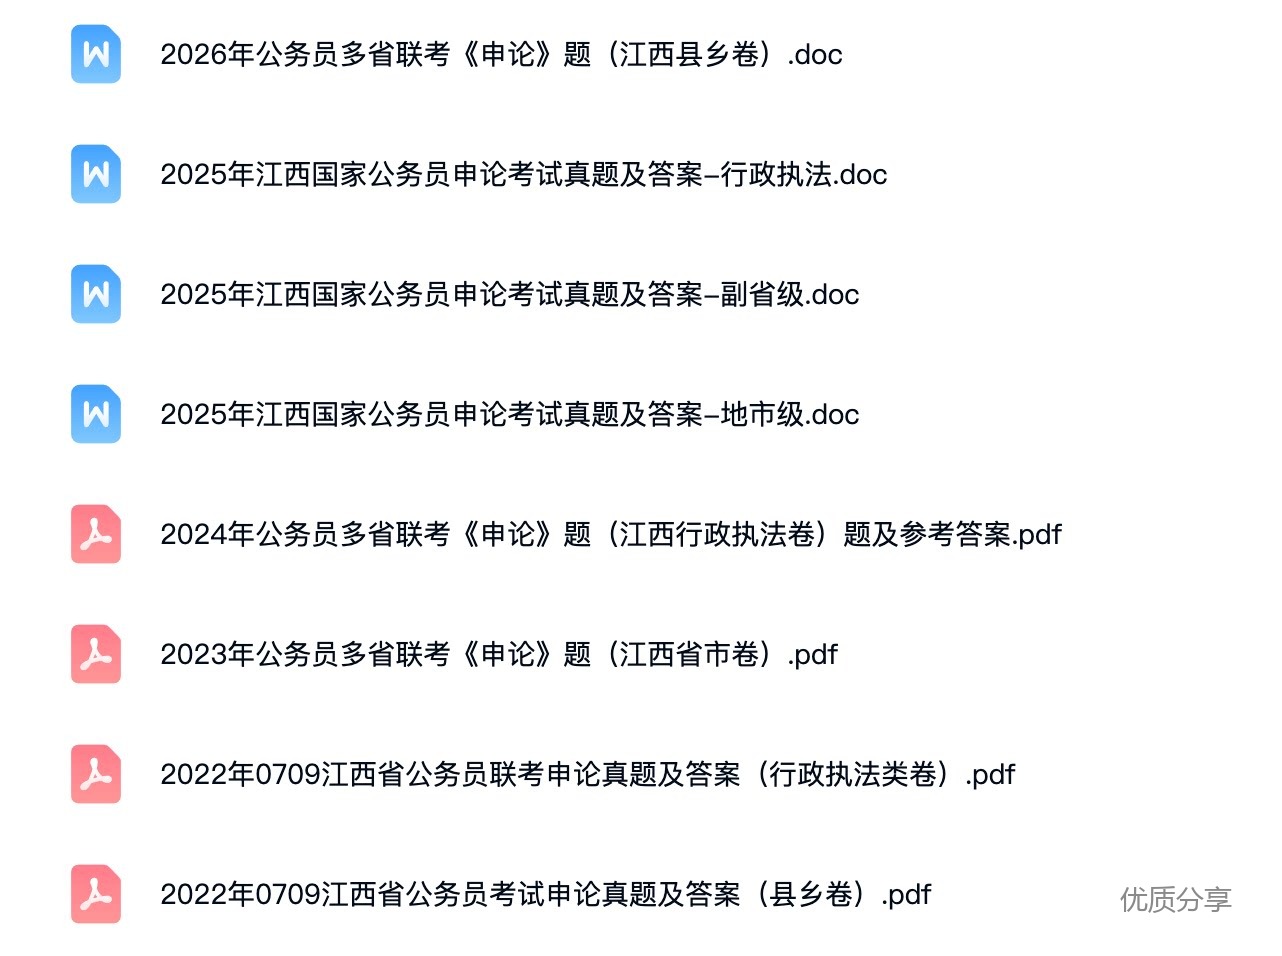 2026年公务员多省联考《申论》题（江西县乡卷）.doc
2025年江西国家公务员申论考试真题及答案–行政执法.doc
2025年江西国家公务员申论考试真题及答案–副省级.doc
2025年江西国家公务员申论考试真题及答案–地市级.doc
2024年公务员多省联考《申论》题（江西行政执法卷）题及参考答案.pdf
2023年公务员多省联考《申论》题（江西省市卷）.pdf
2022年0709江西省公务员联考申论真题及答案（行政执法类卷）.pdf
2022年0709江西省公务员考试申论真题及答案（县乡卷）.pdf
优质分享